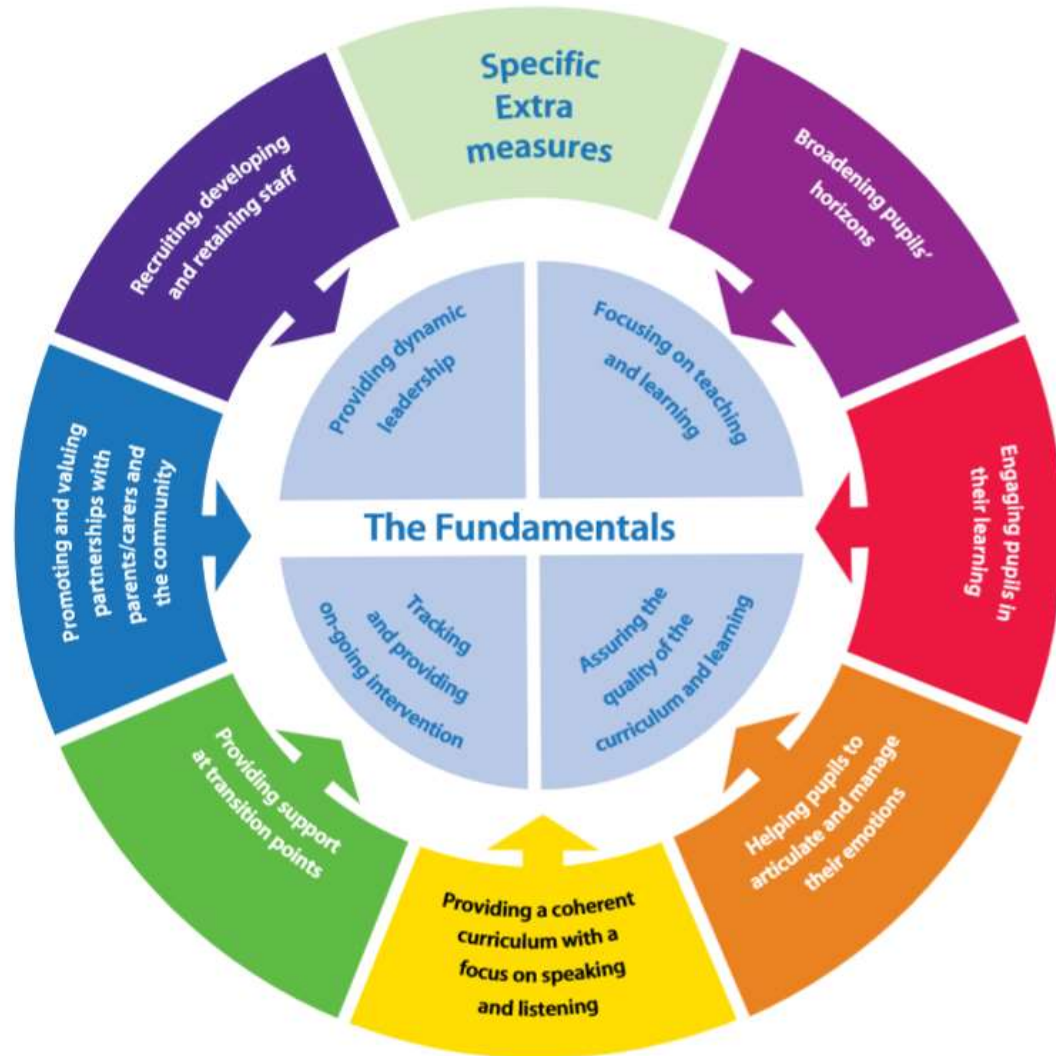 Specific
Extra
measures
Broadening pupils'
horizons
Engaging pupils in
their learning
Helping pupils to
articulate and manage
their emotions
Providing a coherent
curriculum with a
focus on speaking
and listening
Providing support
at transition points
Promoting and valuing
partnerships with
parents/carers and
the community
Recruiting, developing
and retaining staff
Providing dynamic
leadership
Focusing on teaching
and learning
The Fundamentals
Tracking
and providing
on-going intervention
Assuring the
quality of the
curriculum and learning